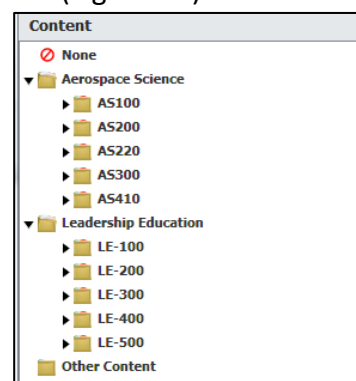 Content
None
Aerospace Science
AS100
AS200
AS220
AS300
AS410
Leadership Education
LE-100
LE-200
LE-300
LE-400
LE-500
Other Content